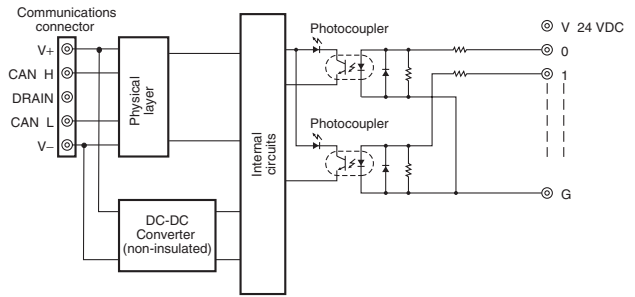 Communications
connector
V+
CAN H
DRAIN
CAN L
V−
Physical
layer
DC-DC
Converter
(non-insulated)
Internal
circuits
Photocoupler
Photocoupler
V 24 VDC
0
1
G